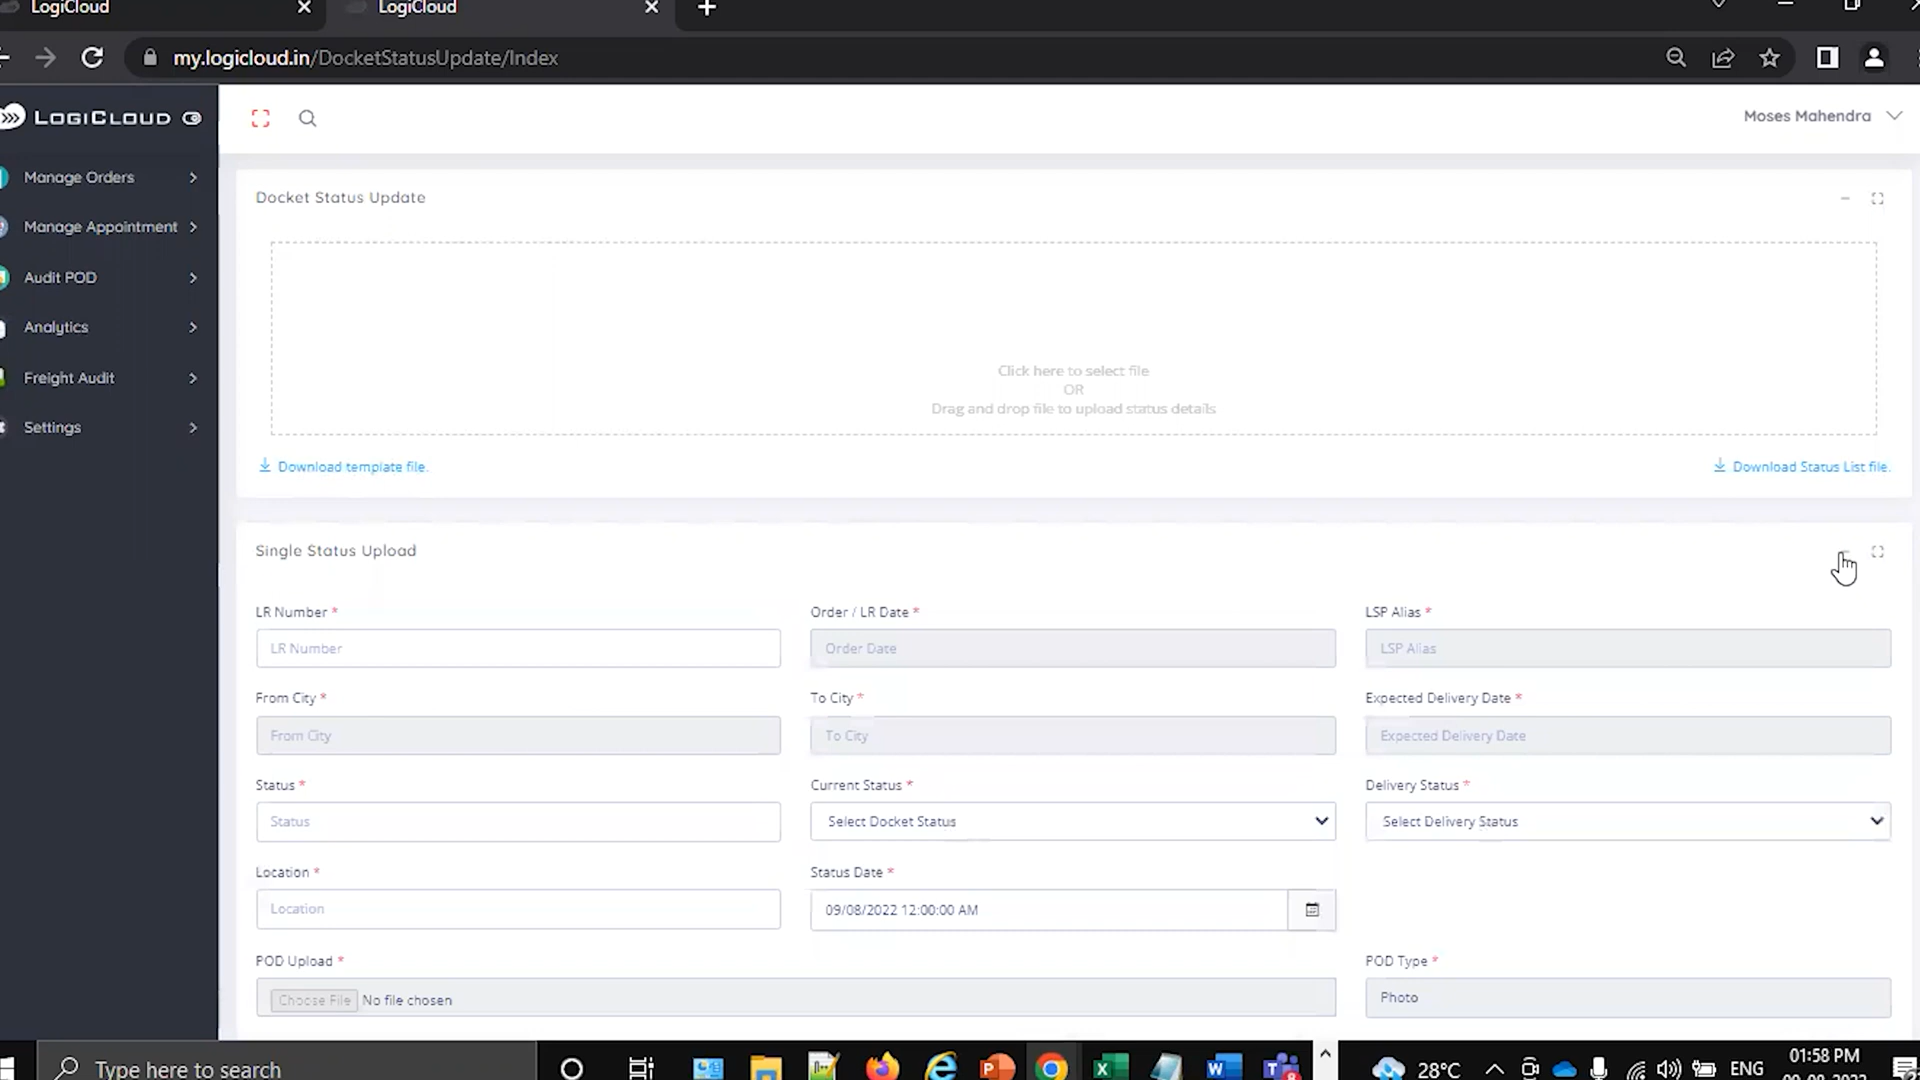 LogiCloud
LogiCloud
my.logicloud.in/DocketStatusUpdate/Index
LOGICLOUD
Moses Mahendra
Manage Orders
Manage Appointment
Audit POD
Analytics
Freight Audit
Settings
Docket Status Update
Click here to select file
OR
Drag and drop file to upload status details
Download template file.
Download Status List file.
Single Status Upload
LR Number *
Order / LR Date *
LSP Alias *
LR Number
Order Date
LSP Alias
From City *
To City *
Expected Delivery Date *
From City
To City
Expected Delivery Date
Status *
Current Status *
Delivery Status *
Status
Select Docket Status
Select Delivery Status
Location *
Status Date *
Location
09/08/2022 12:00:00 AM
POD Upload *
POD Type *
Choose File No file chosen
Photo
Type here to search
28°C
ENG
01:58 PM